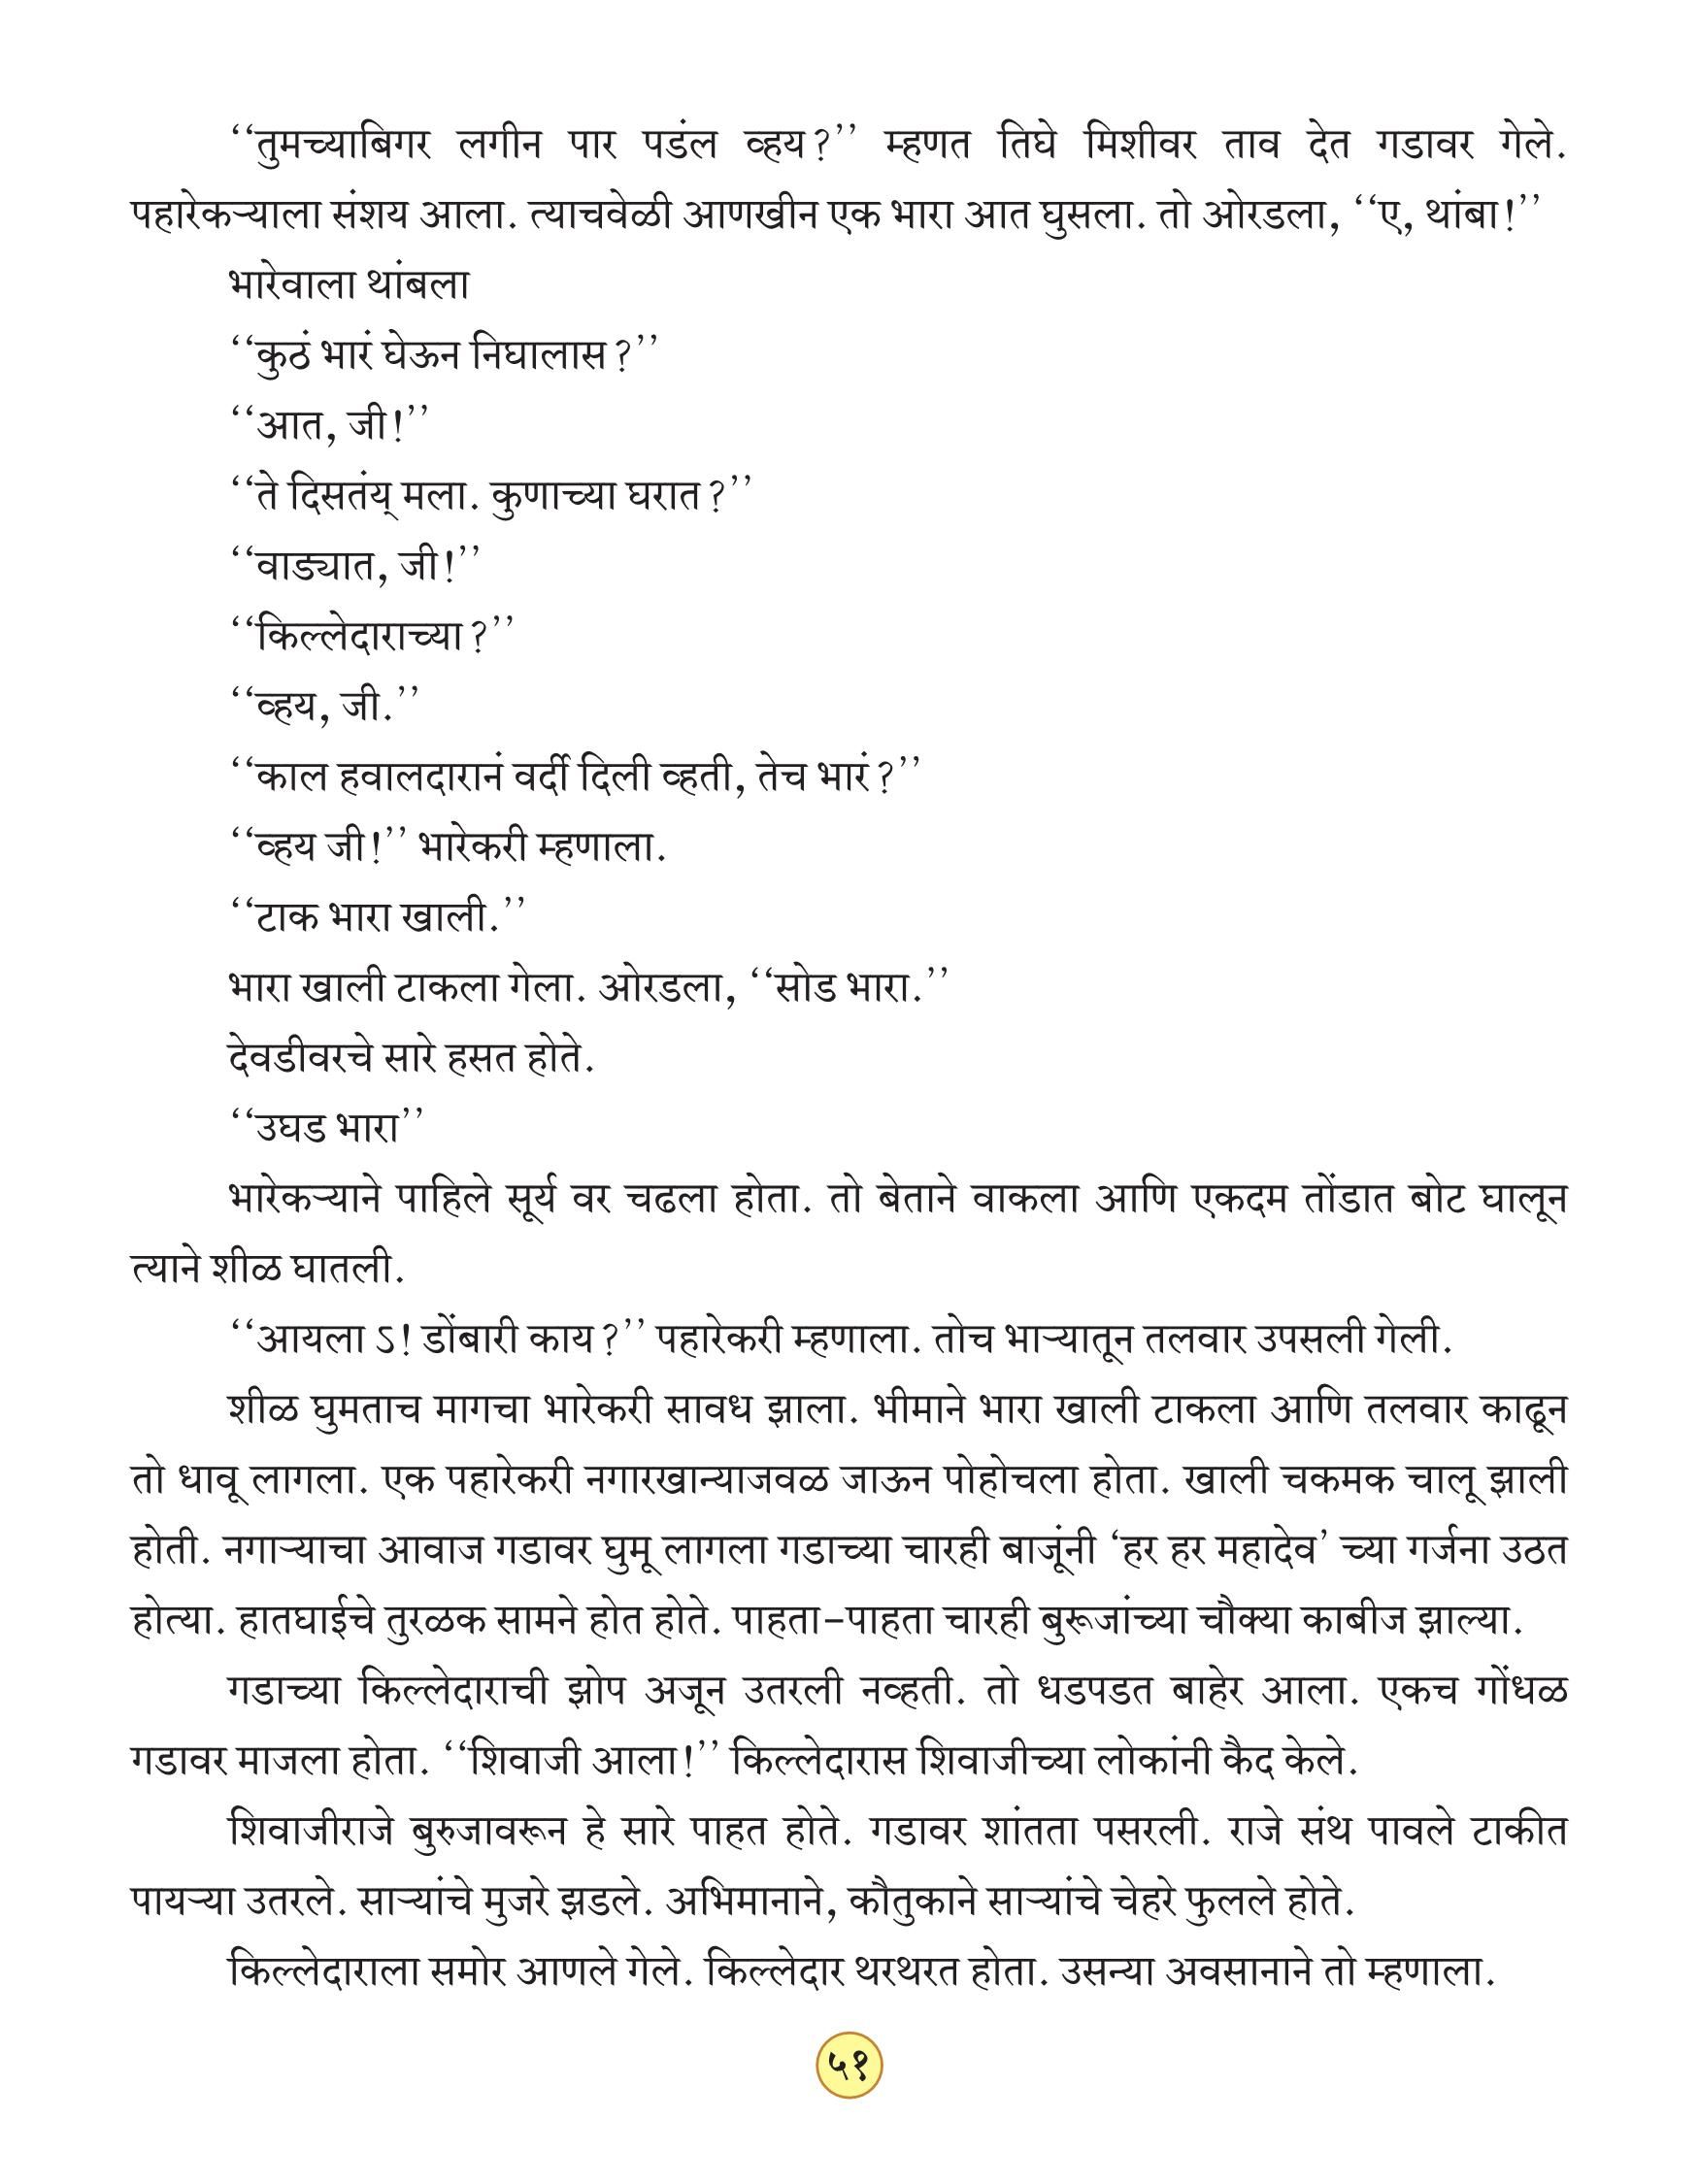 ‘‘तुमच्याबिगर लगीन पार पडंल व्हय?’’ म्हणत तिघे मिशीवर ताव देत गडावर गेले.
पहारेकऱ्याला संशय आला. त्याचवेळी आणखीन एक भारा आत घुसला. तो ओरडला, ‘‘ए, थांबा!’’
भारेवाला थांबला
‘‘कुठं भारं घेऊन निघालास?’’
‘‘आत, जी!’’
‘‘ते दिसतंय् मला. कुणाच्या घरात?’’
‘‘वाड्यात, जी!’’
‘‘किल्लेदाराच्या?’’
‘‘व्हय, जी.’’
‘‘काल हवालदारानं वर्दी दिली व्हती, तेच भारं?’’
‘‘व्हय जी!’’ भारेकरी म्हणाला.
‘‘टाक भारा खाली.’’
भारा खाली टाकला गेला. ओरडला, ‘‘सोड भारा.’’
देवडीवरचे सारे हसत होते.
‘‘उघड भारा’’
भारेकऱ्याने पाहिले सूर्य वर चढला होता. तो बेताने वाकला आणि एकदम तोंडात बोट घालून
त्याने शीळ घातली.
‘‘आयला ऽ! डोंबारी काय?’’ पहारेकरी म्हणाला. तोच भाऱ्यातून तलवार उपसली गेली.
शीळ घुमताच मागचा भारेकरी सावध झाला. भीमाने भारा खाली टाकला आणि तलवार काढून
तो धावू लागला. एक पहारेकरी नगारखान्याजवळ जाऊन पोहोचला होता. खाली चकमक चालू झाली
होती. नगाऱ्याचा आवाज गडावर घुमू लागला गडाच्या चारही बाजूंनी ‘हर हर महादेव’ च्या गर्जना उठत
होत्या. हातघाईचे तुरळक सामने होत होते. पाहता-पाहता चारही बुरूजांच्या चौक्या काबीज झाल्या.
गडाच्या किल्लेदाराची झोप अजून उतरली नव्हती. तो धडपडत बाहेर आला. एकच गोंधळ
गडावर माजला होता. ‘‘शिवाजी आला!’’ किल्लेदारास शिवाजीच्या लोकांनी कैद केले.
शिवाजीराजे बुरुजावरून हे सारे पाहत होते. गडावर शांतता पसरली. राजे संथ पावले टाकीत
पायऱ्या उतरले. साऱ्यांचे मुजरे झडले. अभिमानाने, कौतुकाने साऱ्यांचे चेहरे फुलले होते.
किल्लेदाराला समोर आणले गेले. किल्लेदार थरथरत होता. उसन्या अवसानाने तो म्हणाला.
५१